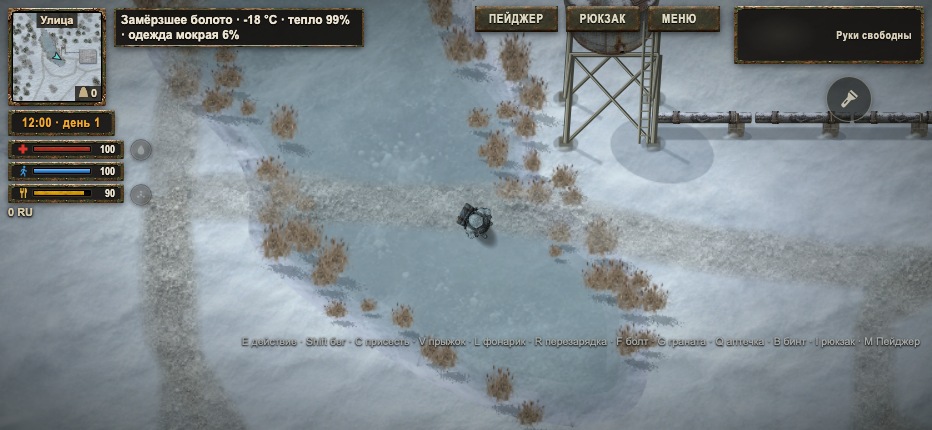 Улица
Замёрзшее болото · -18 °C · тепло 99%
· одежда мокрая 6%
ПЕЙДЖЕР
РЮКЗАК
МЕНЮ
Руки свободны
0
12:00 · день 1
100
100
90
0 RU
E действие · Shift бег · C присесть · V прыжок · L фонарик · R перезарядка · F болт · G граната · Q аптечка · B бинт · I рюкзак · M Пейджер